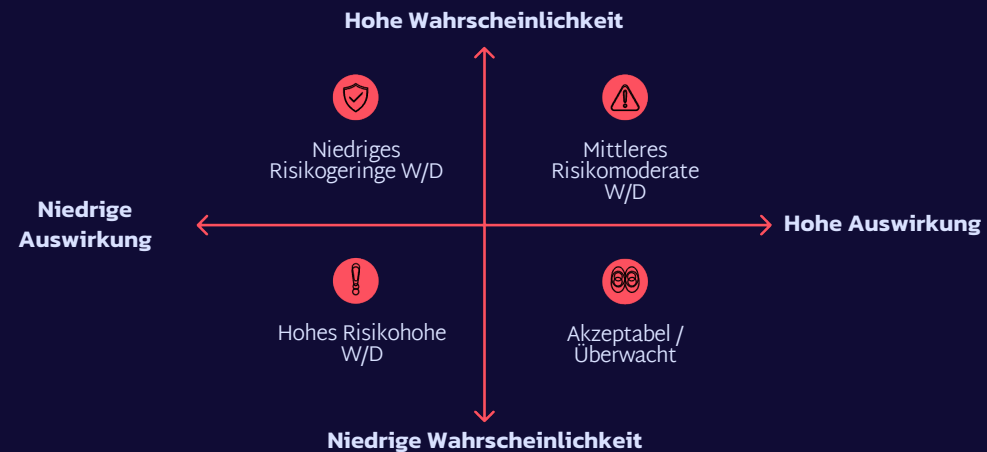 Hohe Wahrscheinlichkeit
Niedriges
Risikogeringe W/D
Mittleres
Risikomoderate
W/D
Niedrige
Auswirkung
Hohe Auswirkung
Hohes Risikohohe
W/D
Akzeptabel /
Überwacht
Niedrige Wahrscheinlichkeit